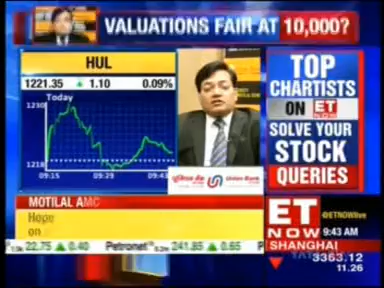 VALUATIONS FAIR AT 10,000?
HUL
1221.35 ▲ 1.10 0.09%
1230
Today
1218
09:15 09:29 09:43
Union Bank
TOP
CHARTISTS
ON ET NOW
SOLVE YOUR
STOCK
QUERIES
MOTILAL AMC
Hope
on
ET
NOW
@ETNOWlive
9:43 AM
SHANGHAI
3363.12
11.26
22.75 ▲ 0.40 Petronet 241.85 ▲ 0.65